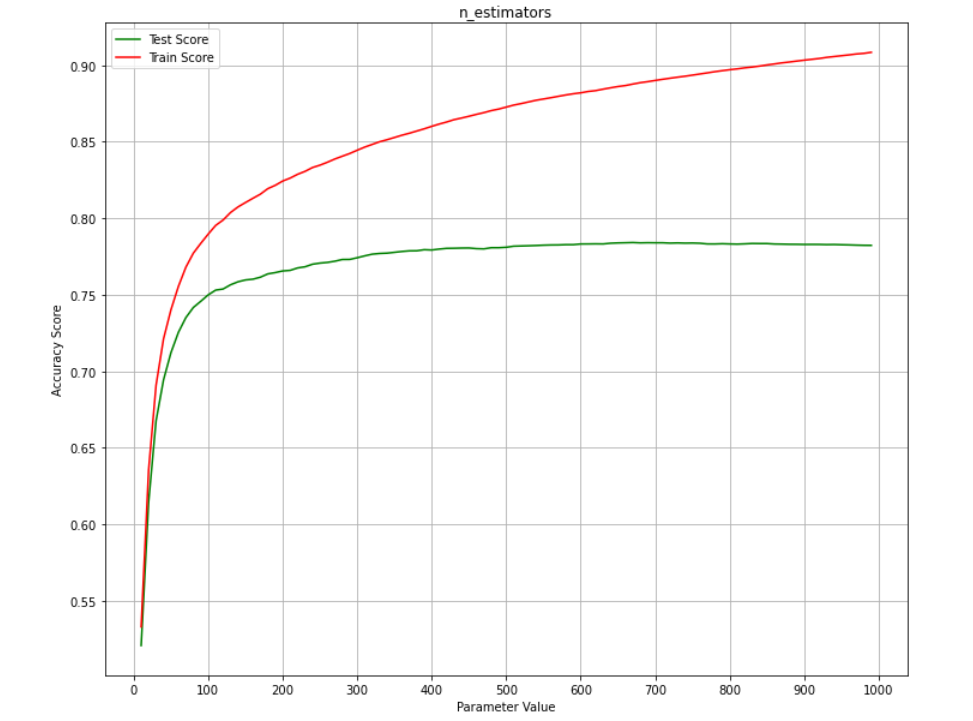 n_estimators
Test Score
Train Score
Accuracy Score
0.90
0.85
0.80
0.75
0.70
0.65
0.60
0.55
0 100 200 300 400 500 600 700 800 900 1000
Parameter Value